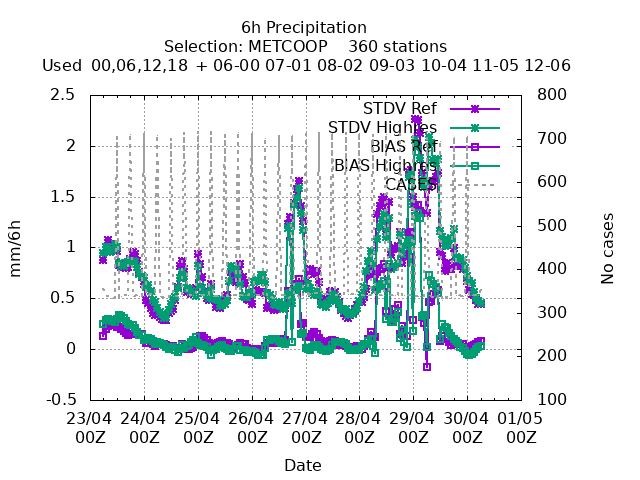 6h Precipitation
Selection: METCOOP    360 stations
Used  00,06,12,18  + 06-00 07-01 08-02 09-03 10-04 11-05 12-06
2.5
2
1.5
1
0.5
0
-0.5
mm/6h
800
700
600
500
400
300
200
100
No cases
STDV Ref
STDV Highres
BIAS Ref
BIAS Highres
CASES
23/04 24/04 25/04 26/04 27/04 28/04 29/04 30/04 01/05
00Z 00Z 00Z 00Z 00Z 00Z 00Z 00Z 00Z
Date